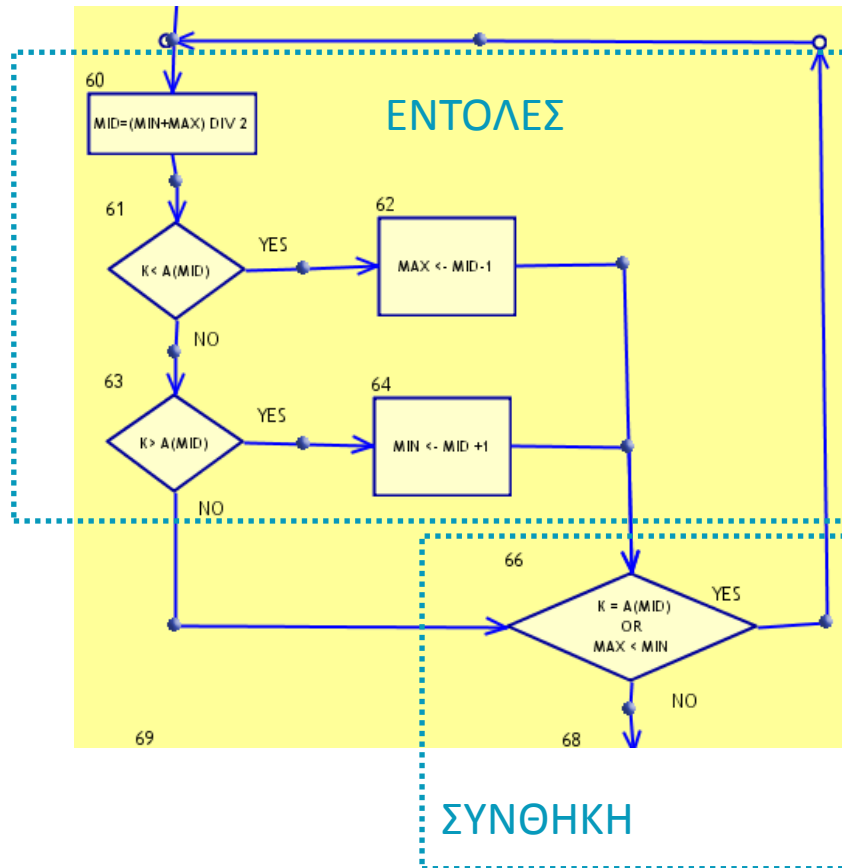 60
ΕΝΤΟΛΕΣ
MID=(MIN+MAX) DIV 2
61
62
YES
K< A(MID)
MAX <- MID-1
NO
63
64
YES
K> A(MID)
MIN <- MID +1
NO
66
YES
K = A(MID)
OR
MAX < MIN
NO
69
68
ΣΥΝΘΗΚΗ